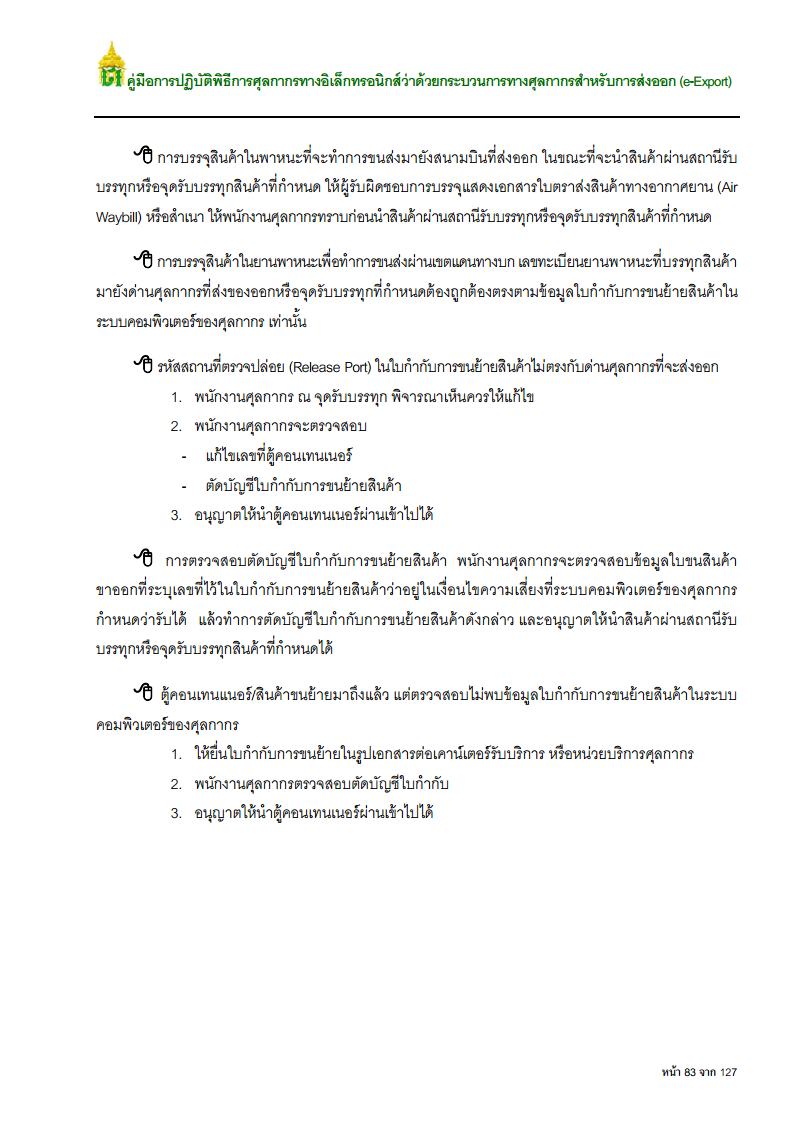 คู่มือการปฏิบัติพิธีการศุลกากรทางอิเล็กทรอนิกส์ว่าด้วยกระบวนการทางศุลกากรสำหรับการส่งออก (e-Export)
การบรรจุสินค้าในพาหนะที่จะทำการขนส่งมายังสนามบินที่ส่งออก ในขณะที่จะนำสินค้าผ่านสถานีรับ
บรรทุกหรือจุดรับบรรทุกสินค้าที่กำหนด ให้ผู้รับผิดชอบการบรรจุแสดงเอกสารใบตราส่งสินค้าทางอากาศยาน (Air
Waybill) หรือสำเนา ให้พนักงานศุลกากรทราบก่อนนำสินค้าผ่านสถานีรับบรรทุกหรือจุดรับบรรทุกสินค้าที่กำหนด
การบรรจุสินค้าในยานพาหนะเพื่อทำการขนส่งผ่านเขตแดนทางบก เลขทะเบียนยานพาหนะที่บรรทุกสินค้า
มายังด่านศุลกากรที่ส่งของออกหรือจุดรับบรรทุกที่กำหนดต้องถูกต้องตรงตามข้อมูลใบกำกับการขนย้ายสินค้าใน
ระบบคอมพิวเตอร์ของศุลกากร เท่านั้น
รหัสสถานที่ตรวจปล่อย (Release Port) ในใบกำกับการขนย้ายสินค้าไม่ตรงกับด่านศุลกากรที่จะส่งออก
1. พนักงานศุลกากร ณ จุดรับบรรทุก พิจารณาเห็นควรให้แก้ไข
2. พนักงานศุลกากรจะตรวจสอบ
- แก้ไขเลขที่ตู้คอนเทนเนอร์
- ตัดบัญชีใบกำกับการขนย้ายสินค้า
3. อนุญาตให้นำตู้คอนเทนเนอร์ผ่านเข้าไปได้
การตรวจสอบตัดบัญชีใบกำกับการขนย้ายสินค้า พนักงานศุลกากรจะตรวจสอบข้อมูลใบขนสินค้า
ขาออกที่ระบุเลขที่ไว้ในใบกำกับการขนย้ายสินค้าว่าอยู่ในเงื่อนไขความเสี่ยงที่ระบบคอมพิวเตอร์ของศุลกากร
กำหนดว่ารับได้ แล้วทำการตัดบัญชีใบกำกับการขนย้ายสินค้าดังกล่าว และอนุญาตให้นำสินค้าผ่านสถานีรับ
บรรทุกหรือจุดรับบรรทุกสินค้าที่กำหนดได้
ตู้คอนเทนเนอร์/สินค้าขนย้ายมาถึงแล้ว แต่ตรวจสอบไม่พบข้อมูลใบกำกับการขนย้ายสินค้าในระบบ
คอมพิวเตอร์ของศุลกากร
1. ให้ยื่นใบกำกับการขนย้ายในรูปเอกสารต่อเคาน์เตอร์รับบริการ หรือหน่วยบริการศุลกากร
2. พนักงานศุลกากรตรวจสอบตัดบัญชีใบกำกับ
3. อนุญาตให้นำตู้คอนเทนเนอร์ผ่านเข้าไปได้
หน้า 83 จาก 127